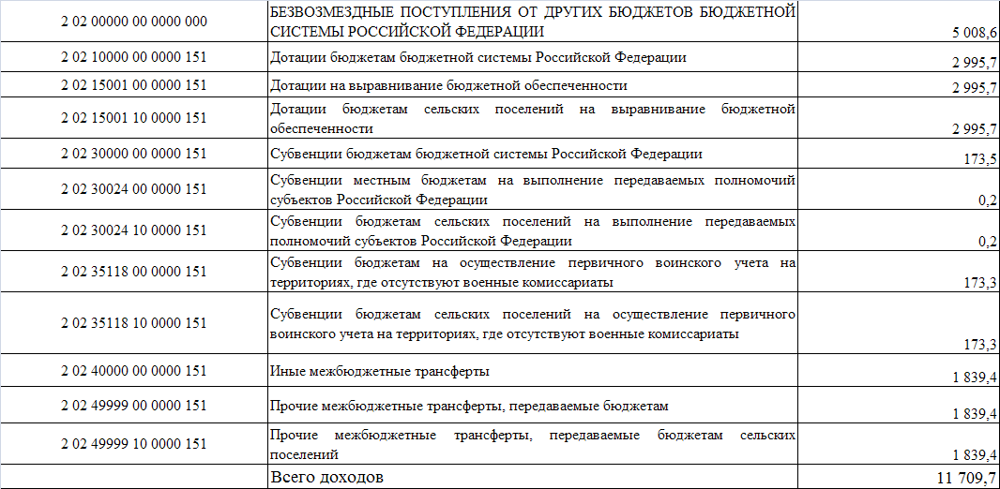 2 02 00000 00 0000 000
БЕЗВОЗМЕЗДНЫЕ ПОСТУПЛЕНИЯ ОТ ДРУГИХ БЮДЖЕТОВ БЮДЖЕТНОЙ
СИСТЕМЫ РОССИЙСКОЙ ФЕДЕРАЦИИ
5 008,6
2 02 10000 00 0000 151
Дотации бюджетам бюджетной системы Российской Федерации
2 995,7
2 02 15001 00 0000 151
Дотации на выравнивание бюджетной обеспеченности
2 995,7
2 02 15001 10 0000 151
Дотации бюджетам сельских поселений на выравнивание бюджетной
обеспеченности
2 995,7
2 02 30000 00 0000 151
Субвенции бюджетам бюджетной системы Российской Федерации
173,5
2 02 30024 00 0000 151
Субвенции местным бюджетам на выполнение передаваемых полномочий
субъектов Российской Федерации
0,2
2 02 30024 10 0000 151
Субвенции бюджетам сельских поселений на выполнение передаваемых
полномочий субъектов Российской Федерации
0,2
2 02 35118 00 0000 151
Субвенции бюджетам на осуществление первичного воинского учета на
территориях, где отсутствуют военные комиссариаты
173,3
2 02 35118 10 0000 151
Субвенции бюджетам сельских поселений на осуществление первичного
воинского учета на территориях, где отсутствуют военные комиссариаты
173,3
2 02 40000 00 0000 151
Иные межбюджетные трансферты
1 839,4
2 02 49999 00 0000 151
Прочие межбюджетные трансферты, передаваемые бюджетам
1 839,4
2 02 49999 10 0000 151
Прочие межбюджетные трансферты, передаваемые бюджетам сельских
поселений
1 839,4
Всего доходов
11 709,7